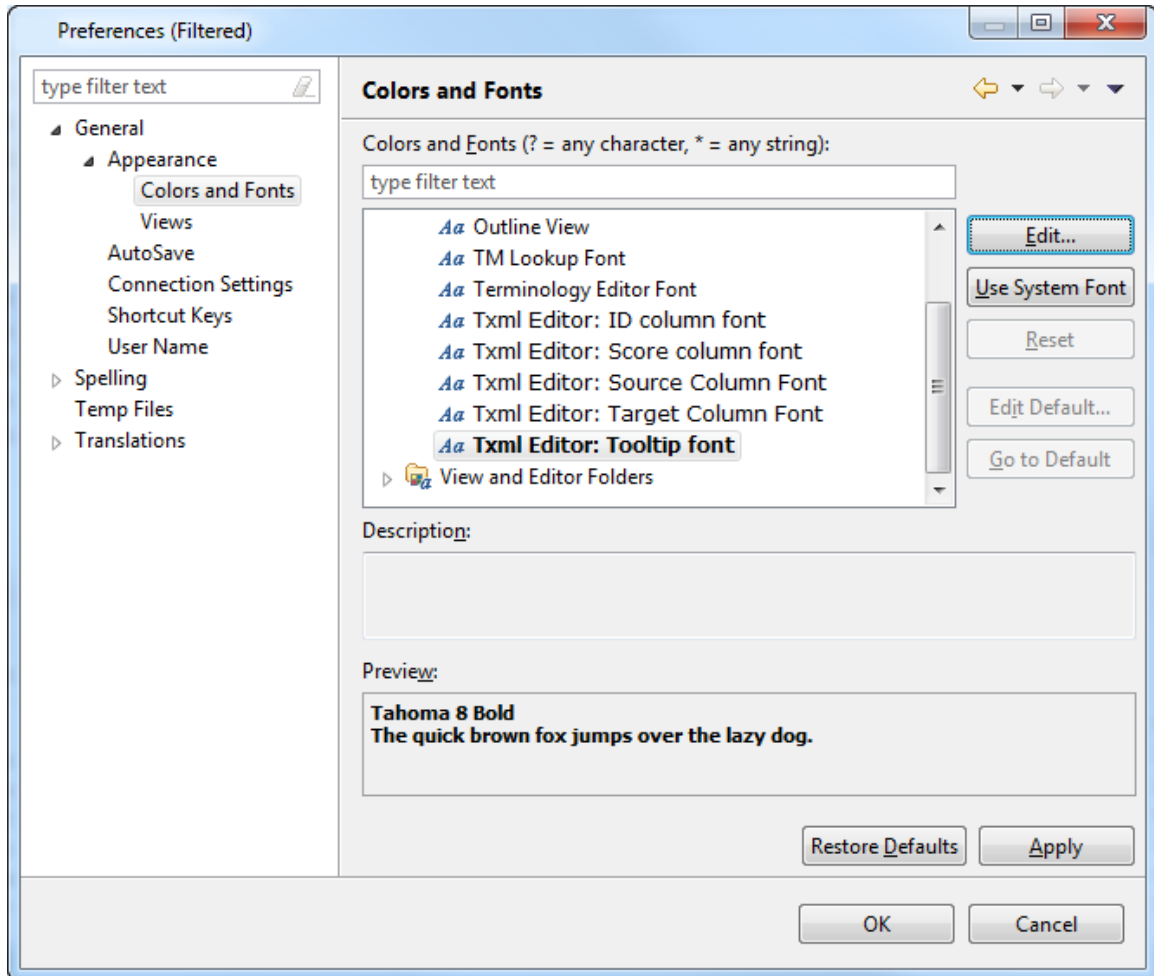 Preferences (Filtered)
type filter text
General
Appearance
Colors and Fonts
Views
AutoSave
Connection Settings
Shortcut Keys
User Name
Spelling
Temp Files
Translations
Colors and Fonts
Colors and Fonts (? = any character, * = any string):
type filter text
Aa Outline View
Aa TM Lookup Font
Aa Terminology Editor Font
Aa Txml Editor: ID column font
Aa Txml Editor: Score column font
Aa Txml Editor: Source Column Font
Aa Txml Editor: Target Column Font
Aa Txml Editor: Tooltip font
View and Editor Folders
Edit...
Use System Font
Reset
Edit Default...
Go to Default
Description:
Preview:
Tahoma 8 Bold
The quick brown fox jumps over the lazy dog.
Restore Defaults
Apply
OK
Cancel